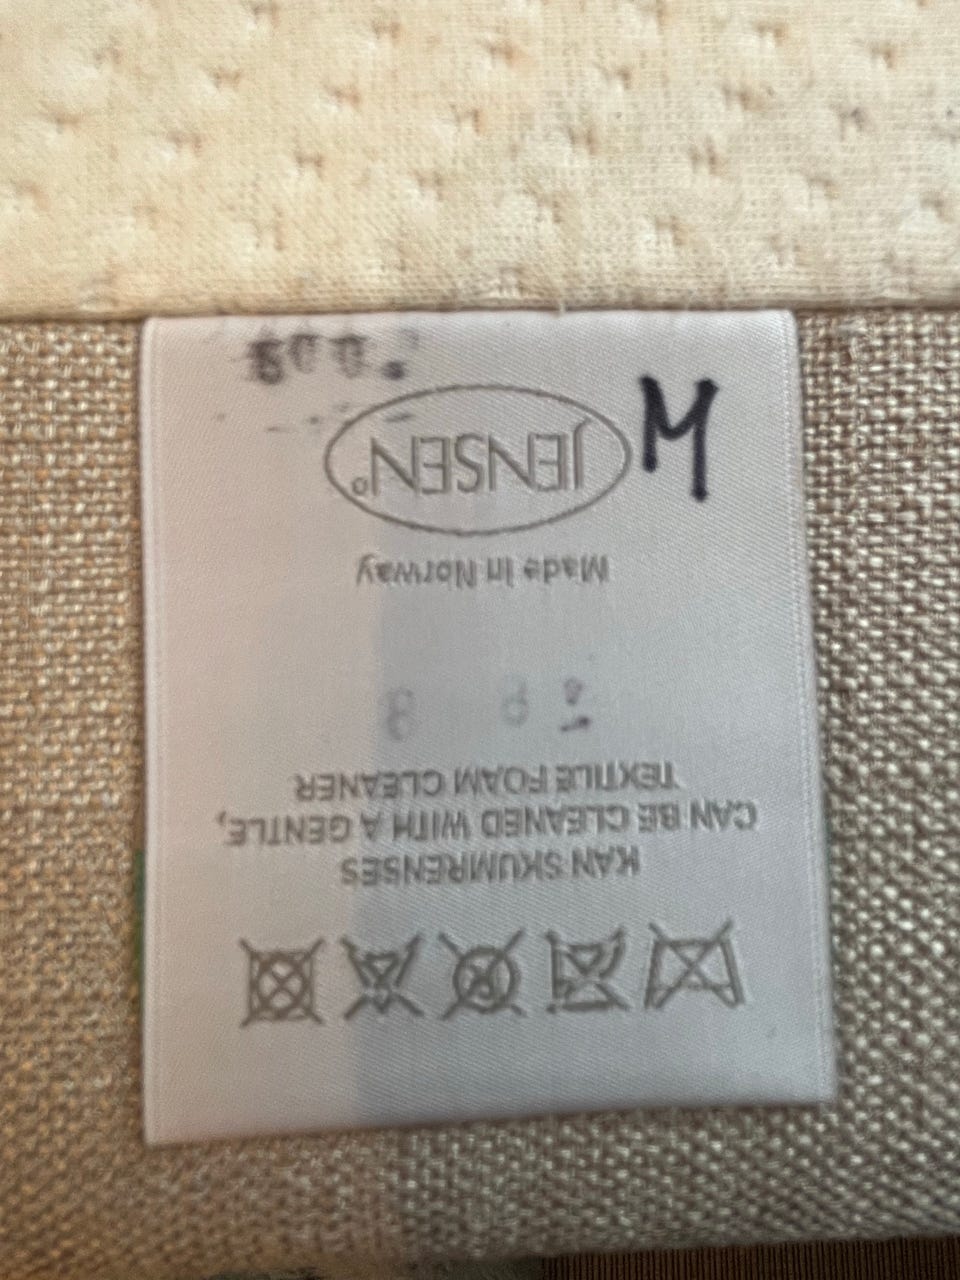 KAN SKUMRENSES
CAN BE CLEANED WITH A GENTLE,
TEXTILE FOAM CLEANER
Made in Norway
JENSEN®
M